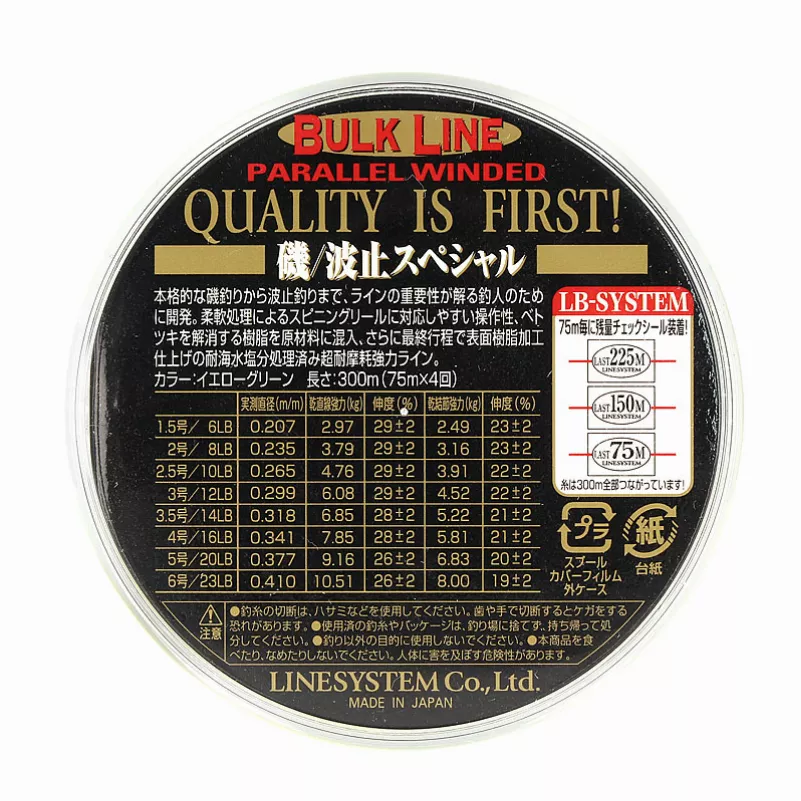 BULK LINE
PARALLEL WINDED
QUALITY IS FIRST!
磯/波止スペシャル
本格的な磯釣りから波止釣りまで、ラインの重要性が解る釣人のため
に開発。柔軟処理によるスピニングリールに対応しやすい操作性、ベト
ツキを解消する樹脂を原材料に混入、さらに最終行程で表面樹脂加工
仕上げの耐海水塩分処理済み超耐摩耗強力ライン。
カラー:イエローグリーン 長さ:300m(75m×4回)
LB-SYSTEM
75m毎に残量チェックシール装着!
LAST 225M
LINESYSTEM
LAST 150M
LINESYSTEM
LAST 75M
LINESYSTEM
糸は300m全部つながっています!
実測直径(m/m) 乾直線強力(kg) 伸度(%) 乾結節強力(kg) 伸度(%)
1.5号/6LB 0.207 2.97 29±2 2.49 23±2
2号/8LB 0.235 3.79 29±2 3.16 23±2
2.5号/10LB 0.265 4.76 29±2 3.91 22±2
3号/12LB 0.299 6.08 29±2 4.52 22±2
3.5号/14LB 0.318 6.85 28±2 5.22 21±2
4号/16LB 0.341 7.85 28±2 5.81 21±2
5号/20LB 0.377 9.16 26±2 6.83 20±2
6号/23LB 0.410 10.51 26±2 8.00 19±2
プラ
スプール
カバーフィルム
外ケース
紙
台紙
注意
●釣糸の切断は、ハサミなどを使用してください。歯や手で切断するとケガをする
恐れがあります。●使用済の釣糸やパッケージは、釣り場に捨てず、持ち帰って処
分してください。●釣り以外の目的に使用しないでください。●本商品を食
べたり、なめたりしないでください。人体に害を及ぼす危険性があります。
LINESYSTEM Co., Ltd.
MADE IN JAPAN